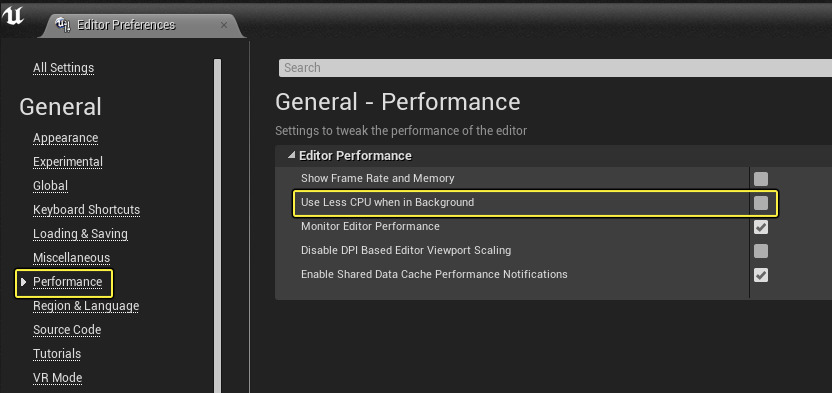 Editor Preferences
All Settings
General
Appearance
Experimental
Global
Keyboard Shortcuts
Loading & Saving
Miscellaneous
Performance
Region & Language
Source Code
Tutorials
VR Mode
Search
General - Performance
Settings to tweak the performance of the editor
Editor Performance
Show Frame Rate and Memory
Use Less CPU when in Background
Monitor Editor Performance
Disable DPI Based Editor Viewport Scaling
Enable Shared Data Cache Performance Notifications